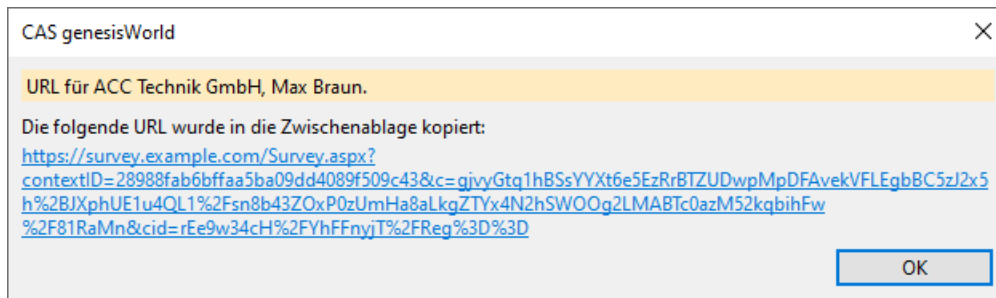 CAS genesisWorld
URL für ACC Technik GmbH, Max Braun.
Die folgende URL wurde in die Zwischenablage kopiert:
https://survey.example.com/Survey.aspx?
contextID=28988fab6bffaa5ba09dd4089f509c43&c=gjvyGtq1hBSsYYXt6e5EzRrBTZUDwpMpDFAvekVFLEgbBC5zJ2x5
h%2BJXphUE1u4QL1%2Fsn8b43ZOxP0zUmHa8aLkgZTYx4N2hSWOOg2LMABTc0azM52kqbihFw
%2F81RaMn&cid=rEe9w34cH%2FYhFFnyjT%2FReg%3D%3D
OK